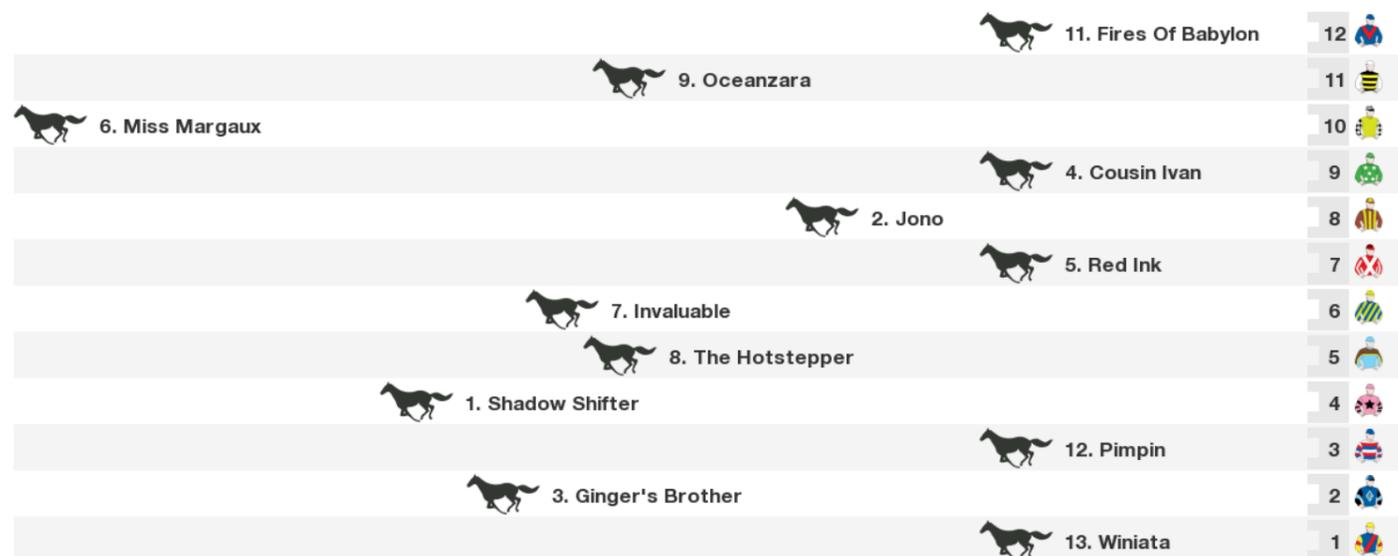 11. Fires Of Babylon 12
9. Oceanzara 11
6. Miss Margaux 10
4. Cousin Ivan 9
2. Jono 8
5. Red Ink 7
7. Invaluable 6
8. The Hotstepper 5
1. Shadow Shifter 4
12. Pimpin 3
3. Ginger's Brother 2
13. Winiata 1